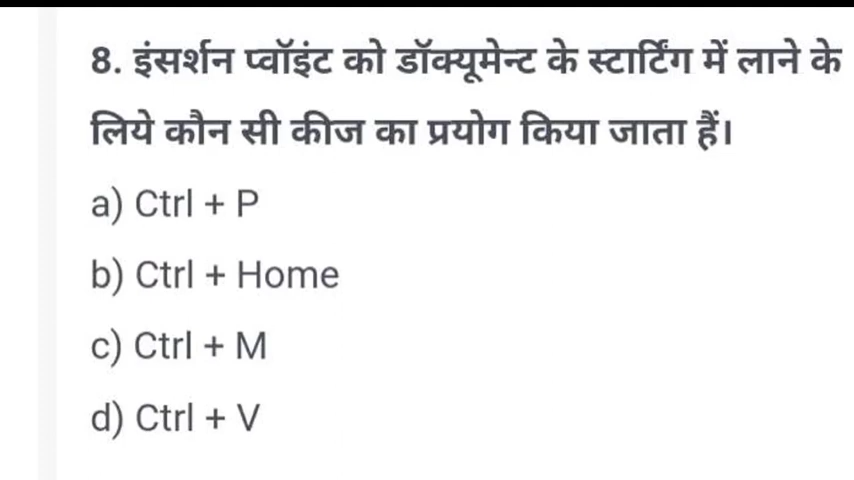 8. इंसर्शन प्वॉइंट को डॉक्यूमेन्ट के स्टार्टिंग में लाने के
लिये कौन सी कीज का प्रयोग किया जाता हैं।
a) Ctrl + P
b) Ctrl + Home
c) Ctrl + M
d) Ctrl + V